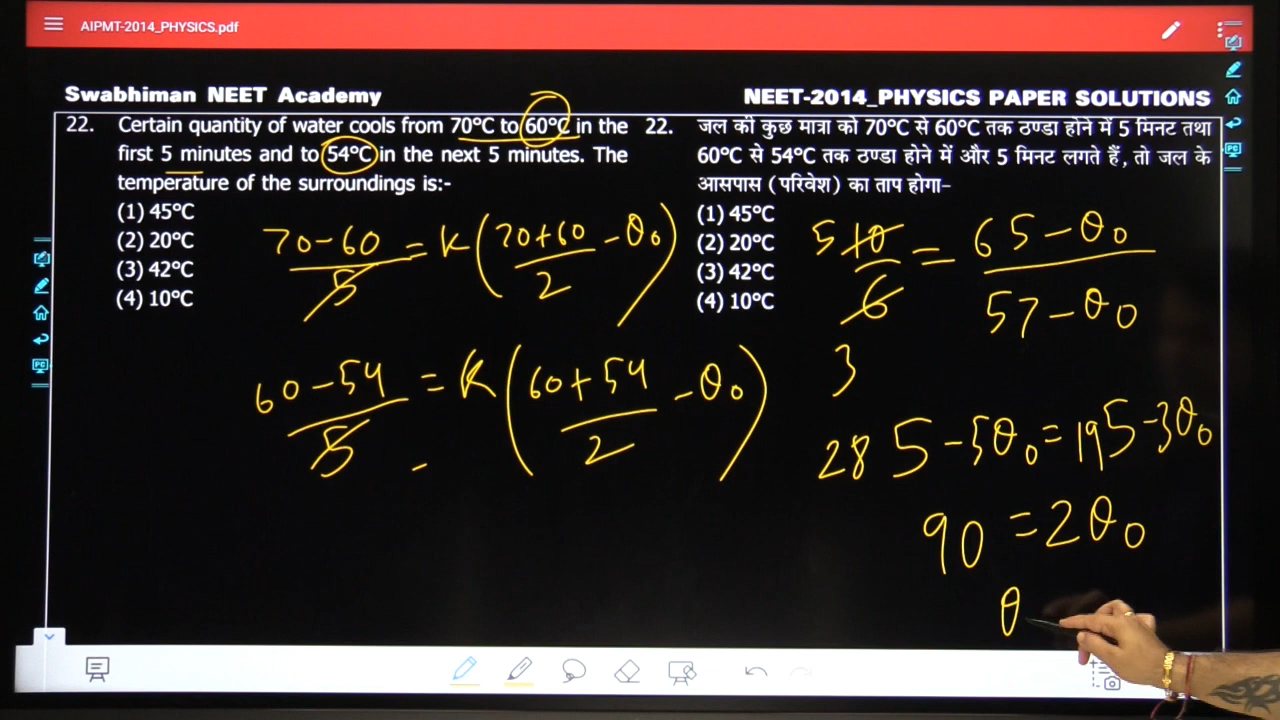 AIPMT-2014_PHYSICS.pdf
Swabhiman NEET Academy
NEET-2014_PHYSICS PAPER SOLUTIONS
22. Certain quantity of water cools from 70°C to 60°C in the
first 5 minutes and to 54°C in the next 5 minutes. The
temperature of the surroundings is:-
(1) 45°C
(2) 20°C
(3) 42°C
(4) 10°C
22. जल की कुछ मात्रा को 70°C से 60°C तक ठण्डा होने में 5 मिनट तथा
60°C से 54°C तक ठण्डा होने में और 5 मिनट लगते हैं, तो जल के
आसपास (परिवेश) का ताप होगा–
(1) 45°C
(2) 20°C
(3) 42°C
(4) 10°C
70-60
= K(70+60 - θ₀)
5
2
60-54
= K(60+54 - θ₀)
5
2
5 10 = 65-θ₀
6 57-θ₀
3
285-5θ₀=195-3θ₀
90=2θ₀
θ
PC
PC
PC